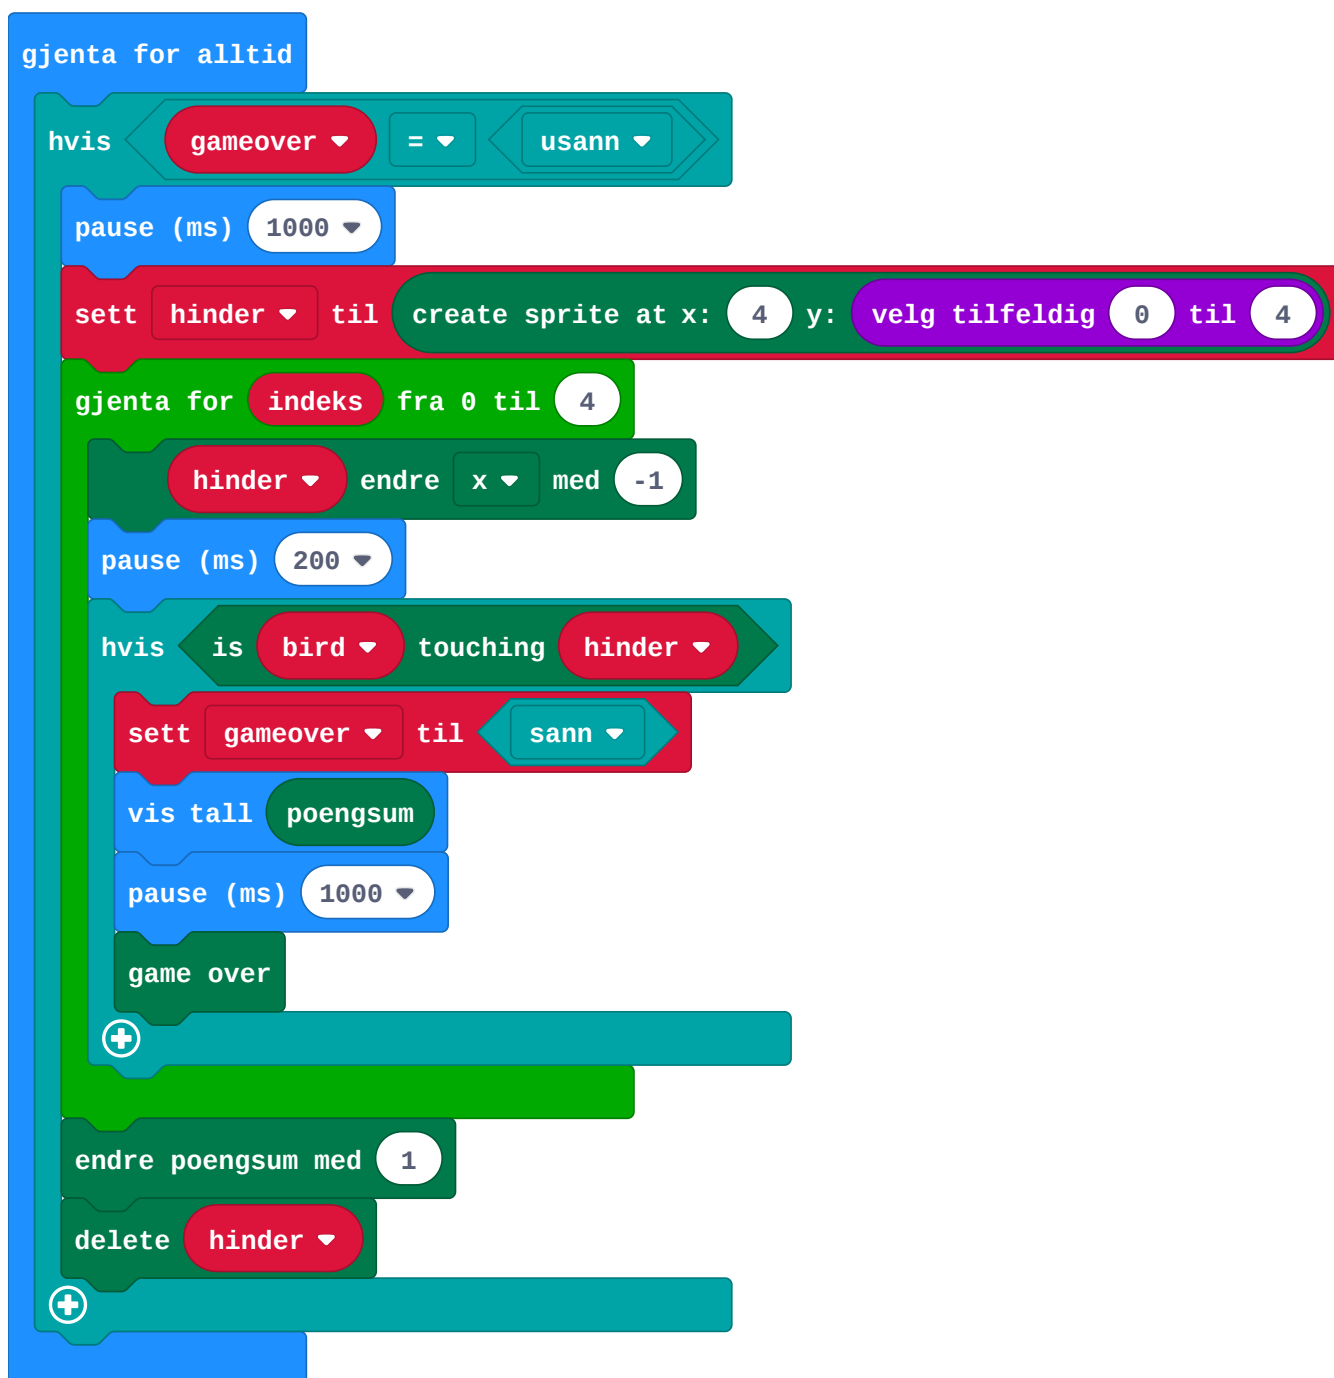 gjenta for alltid
hvis gameover = usann
pause (ms) 1000
sett hinder til create sprite at x: 4 y: velg tilfeldig 0 til 4
gjenta for indeks fra 0 til 4
hinder endre x med -1
pause (ms) 200
hvis is bird touching hinder
sett gameover til sann
vis tall poengsum
pause (ms) 1000
game over
endre poengsum med 1
delete hinder